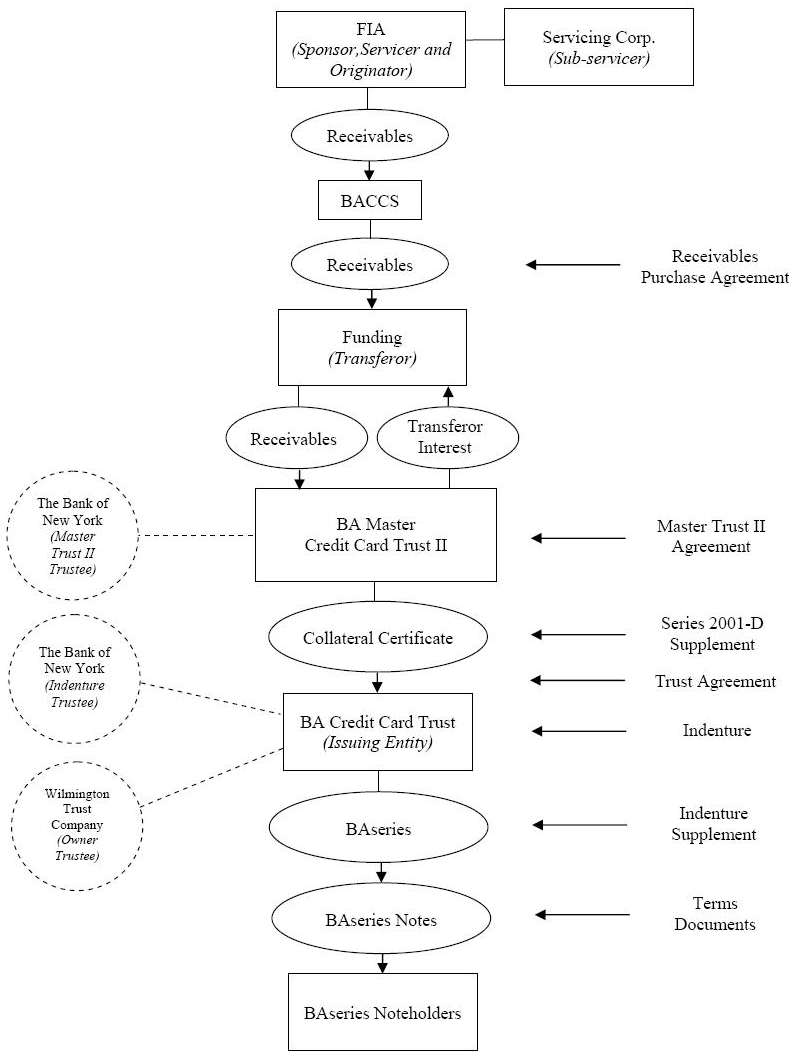 FIA
(Sponsor,Servicer and
Originator)
Servicing Corp.
(Sub-servicer)
Receivables
BACCS
Receivables
Receivables
Purchase Agreement
Funding
(Transferor)
Receivables
Transferor
Interest
The Bank of
New York
(Master
Trust II
Trustee)
BA Master
Credit Card Trust II
Master Trust II
Agreement
Collateral Certificate
Series 2001-D
Supplement
The Bank of
New York
(Indenture
Trustee)
Trust Agreement
BA Credit Card Trust
(Issuing Entity)
Indenture
Wilmington
Trust
Company
(Owner
Trustee)
BAseries
Indenture
Supplement
BAseries Notes
Terms
Documents
BAseries Noteholders